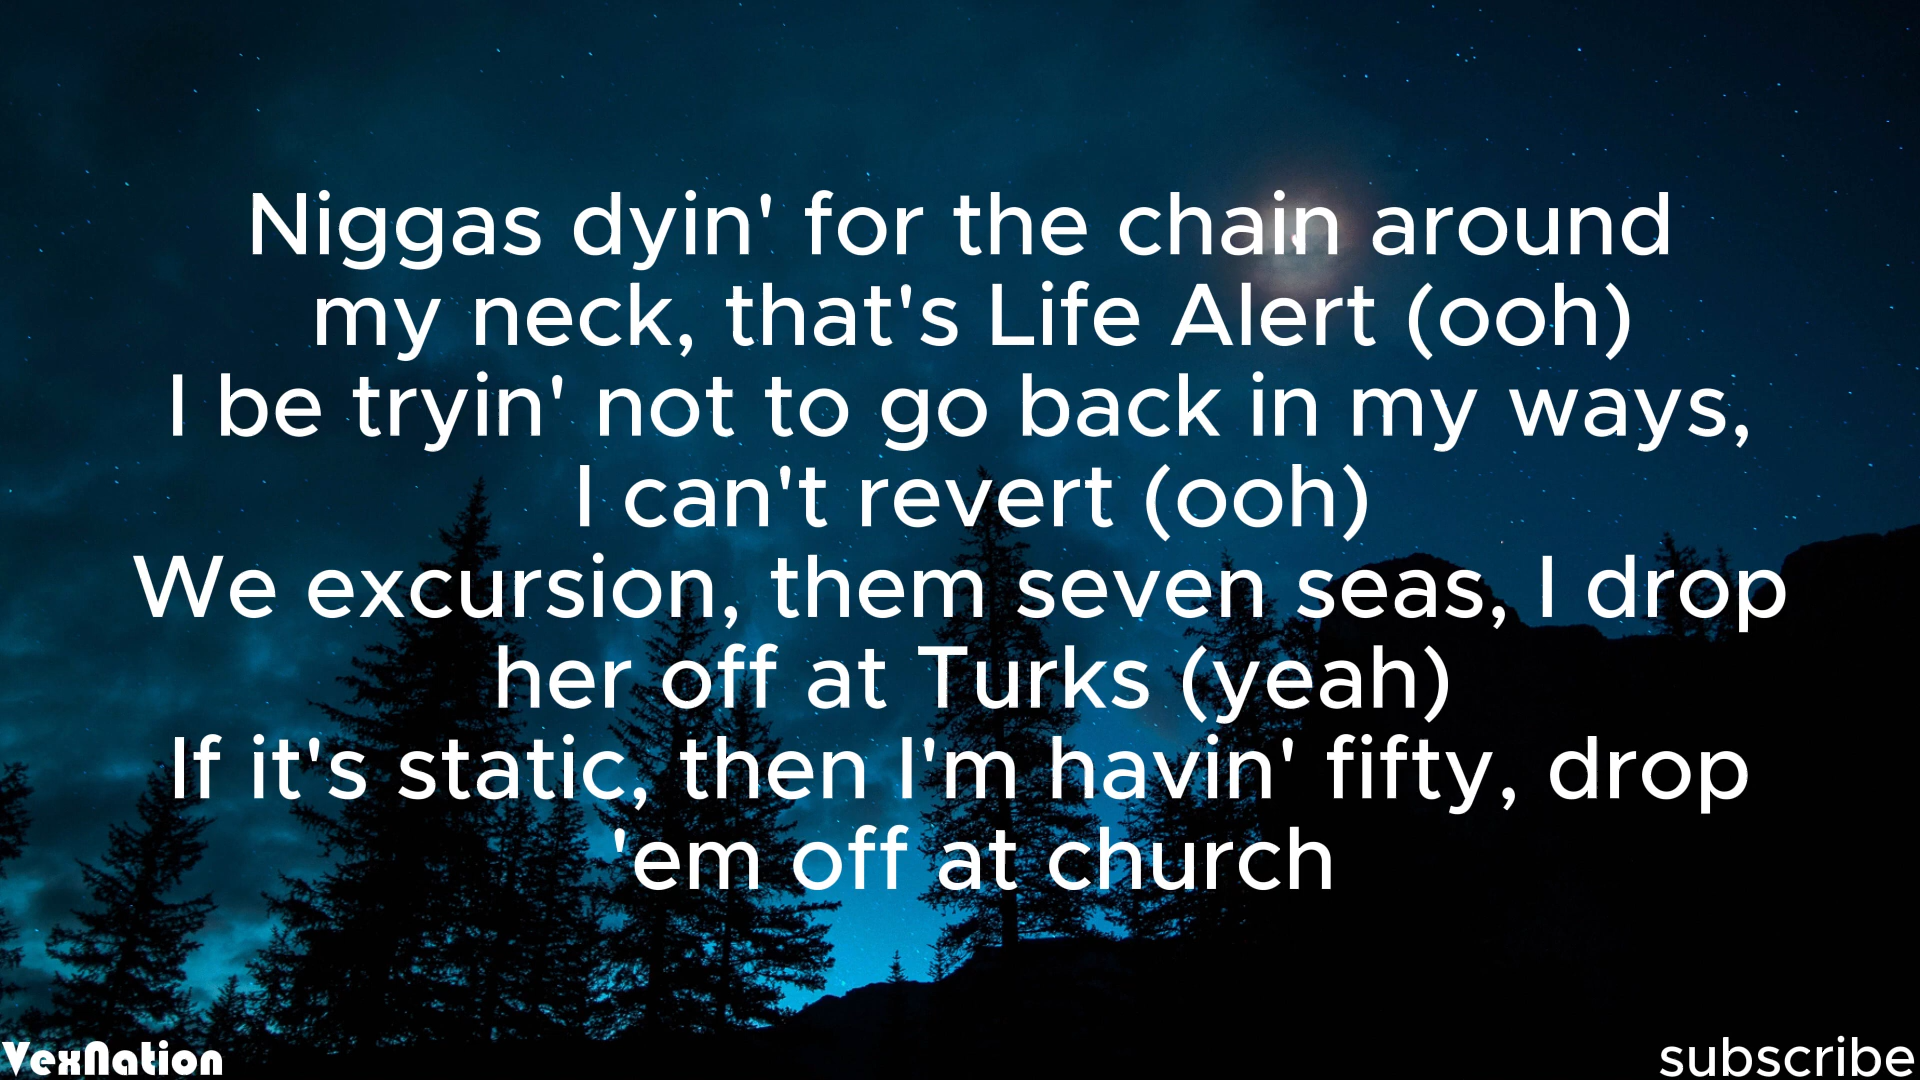 Niggas dyin' for the chain around
my neck, that's Life Alert (ooh)
I be tryin' not to go back in my ways,
I can't revert (ooh)
We excursion, them seven seas, I drop
her off at Turks (yeah)
If it's static, then I'm havin' fifty, drop
'em off at church
VexNation
subscribe